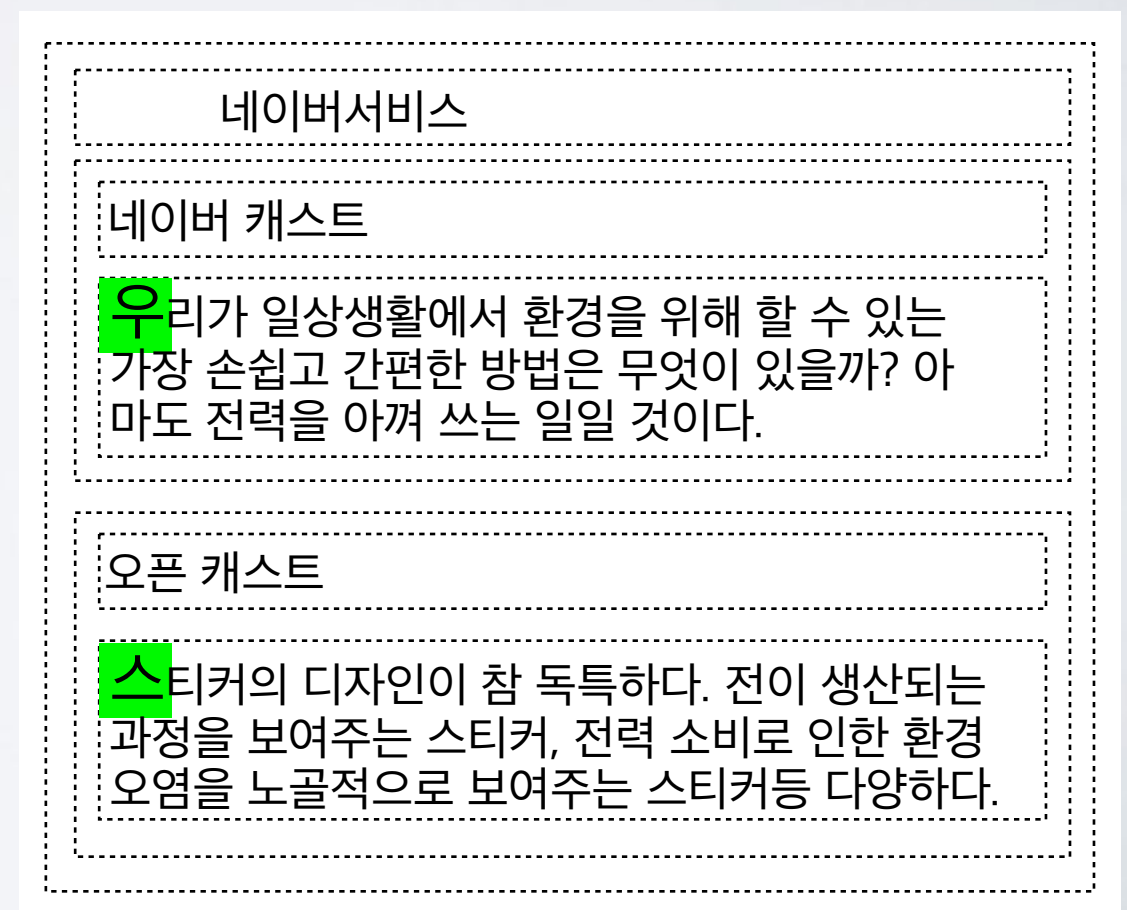 네이버서비스
네이버 캐스트
우리가 일상생활에서 환경을 위해 할 수 있는
가장 손쉽고 간편한 방법은 무엇이 있을까? 아
마도 전력을 아껴 쓰는 일일 것이다.
오픈 캐스트
스티커의 디자인이 참 독특하다. 전이 생산되는
과정을 보여주는 스티커, 전력 소비로 인한 환경
오염을 노골적으로 보여주는 스티커등 다양하다.